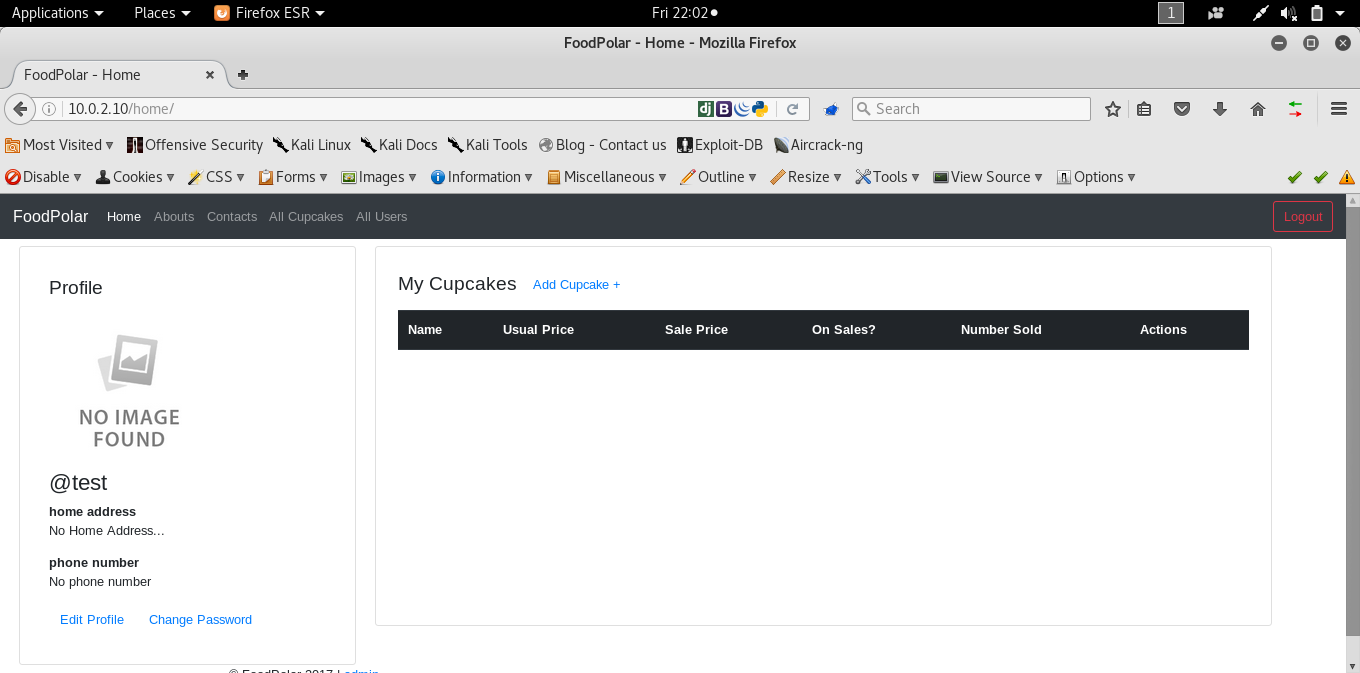 Applications Places Firefox ESR Fri 22:02 1
FoodPolar - Home - Mozilla Firefox
FoodPolar - Home
10.0.2.10/home/ dj B Search
Most Visited Offensive Security Kali Linux Kali Docs Kali Tools Blog - Contact us Exploit-DB Aircrack-ng
Disable Cookies CSS Forms Images Information Miscellaneous Outline Resize Tools View Source Options
FoodPolar Home Abouts Contacts All Cupcakes All Users Logout
Profile
NO IMAGE
FOUND
@test
home address
No Home Address...
phone number
No phone number
Edit Profile Change Password
My Cupcakes Add Cupcake +
Name Usual Price Sale Price On Sales? Number Sold Actions
© FoodPolar 2017 | admin